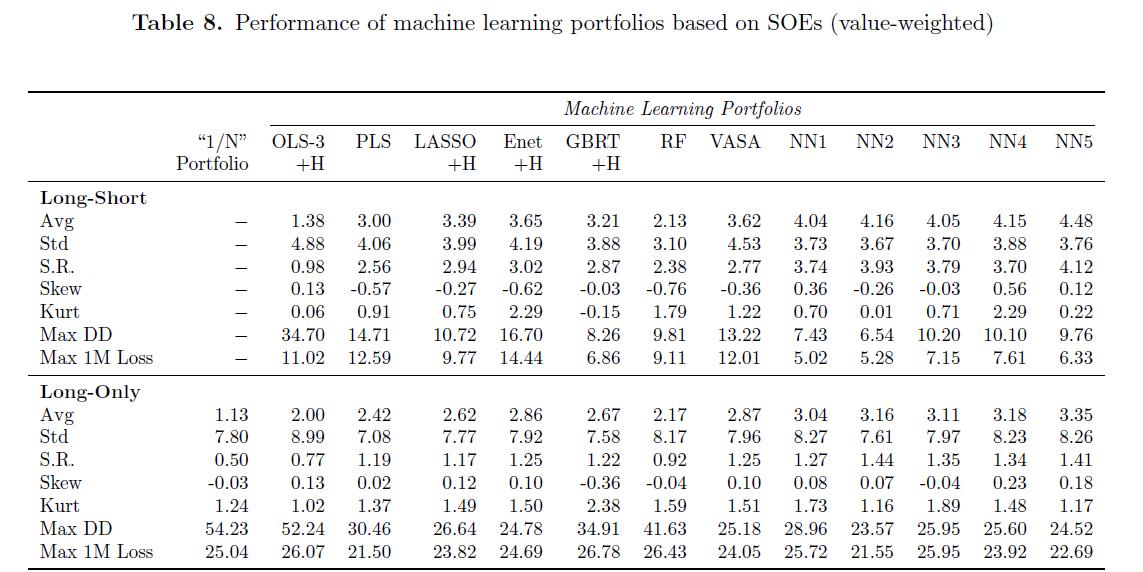 Table 8. Performance of machine learning portfolios based on SOEs (value-weighted)
Machine Learning Portfolios
“1/N” OLS-3 PLS LASSO Enet GBRT RF VASA NN1 NN2 NN3 NN4 NN5
Portfolio +H +H +H +H
Long-Short
Avg – 1.38 3.00 3.39 3.65 3.21 2.13 3.62 4.04 4.16 4.05 4.15 4.48
Std – 4.88 4.06 3.99 4.19 3.88 3.10 4.53 3.73 3.67 3.70 3.88 3.76
S.R. – 0.98 2.56 2.94 3.02 2.87 2.38 2.77 3.74 3.93 3.79 3.70 4.12
Skew – 0.13 -0.57 -0.27 -0.62 -0.03 -0.76 -0.36 0.36 -0.26 -0.03 0.56 0.12
Kurt – 0.06 0.91 0.75 2.29 -0.15 1.79 1.22 0.70 0.01 0.71 2.29 0.22
Max DD – 34.70 14.71 10.72 16.70 8.26 9.81 13.22 7.43 6.54 10.20 10.10 9.76
Max 1M Loss – 11.02 12.59 9.77 14.44 6.86 9.11 12.01 5.02 5.28 7.15 7.61 6.33
Long-Only
Avg 1.13 2.00 2.42 2.62 2.86 2.67 2.17 2.87 3.04 3.16 3.11 3.18 3.35
Std 7.80 8.99 7.08 7.77 7.92 7.58 8.17 7.96 8.27 7.61 7.97 8.23 8.26
S.R. 0.50 0.77 1.19 1.17 1.25 1.22 0.92 1.25 1.27 1.44 1.35 1.34 1.41
Skew -0.03 0.13 0.02 0.12 0.10 -0.36 -0.04 0.10 0.08 0.07 -0.04 0.23 0.18
Kurt 1.24 1.02 1.37 1.49 1.50 2.38 1.59 1.51 1.73 1.16 1.89 1.48 1.17
Max DD 54.23 52.24 30.46 26.64 24.78 34.91 41.63 25.18 28.96 23.57 25.95 25.60 24.52
Max 1M Loss 25.04 26.07 21.50 23.82 24.69 26.78 26.43 24.05 25.72 21.55 25.95 23.92 22.69